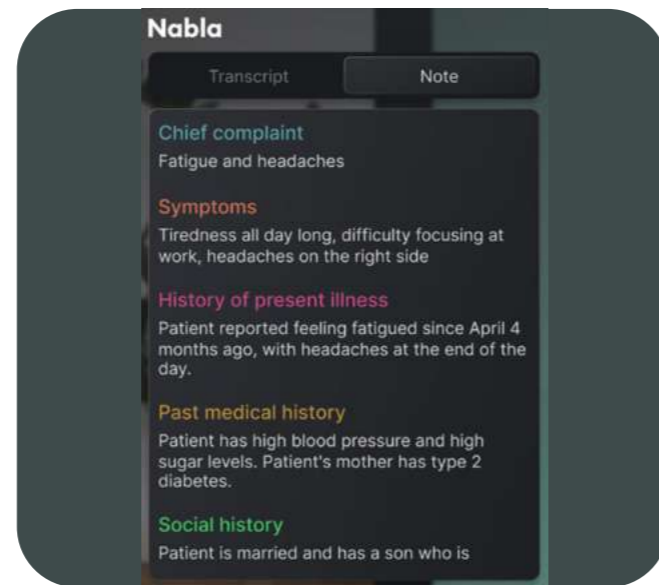 Nabla
Transcript
Note
Chief complaint
Fatigue and headaches
Symptoms
Tiredness all day long, difficulty focusing at
work, headaches on the right side
History of present illness
Patient reported feeling fatigued since April 4
months ago, with headaches at the end of the
day.
Past medical history
Patient has high blood pressure and high
sugar levels. Patient's mother has type 2
diabetes.
Social history
Patient is married and has a son who is